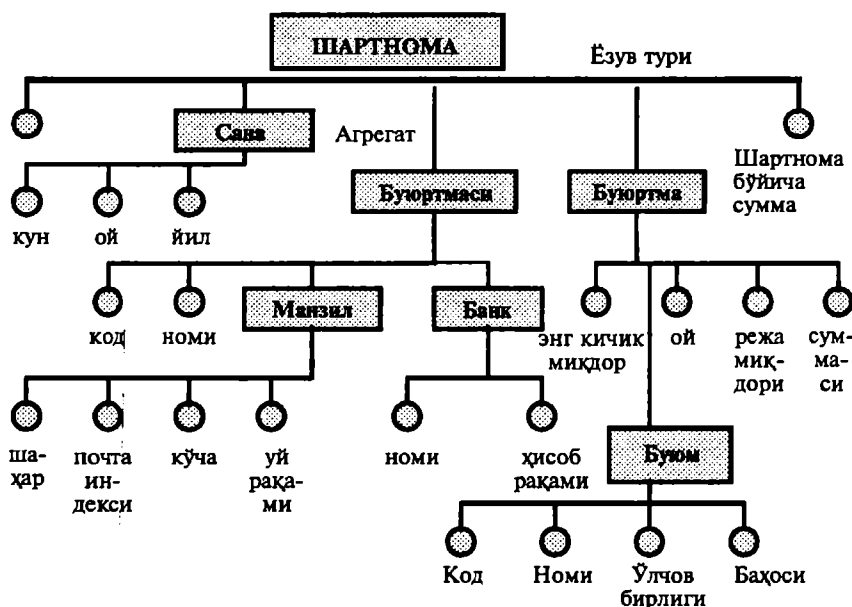 ШАРТНОМА
Ёзув тури
Сана
Агрегат
Шартнома
бўйича
сумма
Буюртмаси
Буюртма
кун
ой
йил
Манзил
Банк
код
номи
энг кичик
миқдор
ой
режа
миқ-
дори
сум-
ма-
си
ша-
ҳар
почта
ин-
декси
кўча
уй
рақа-
ми
номи
ҳисоб
рақами
Буюм
Код
Номи
Ўлчов
бирлиги
Баҳоси